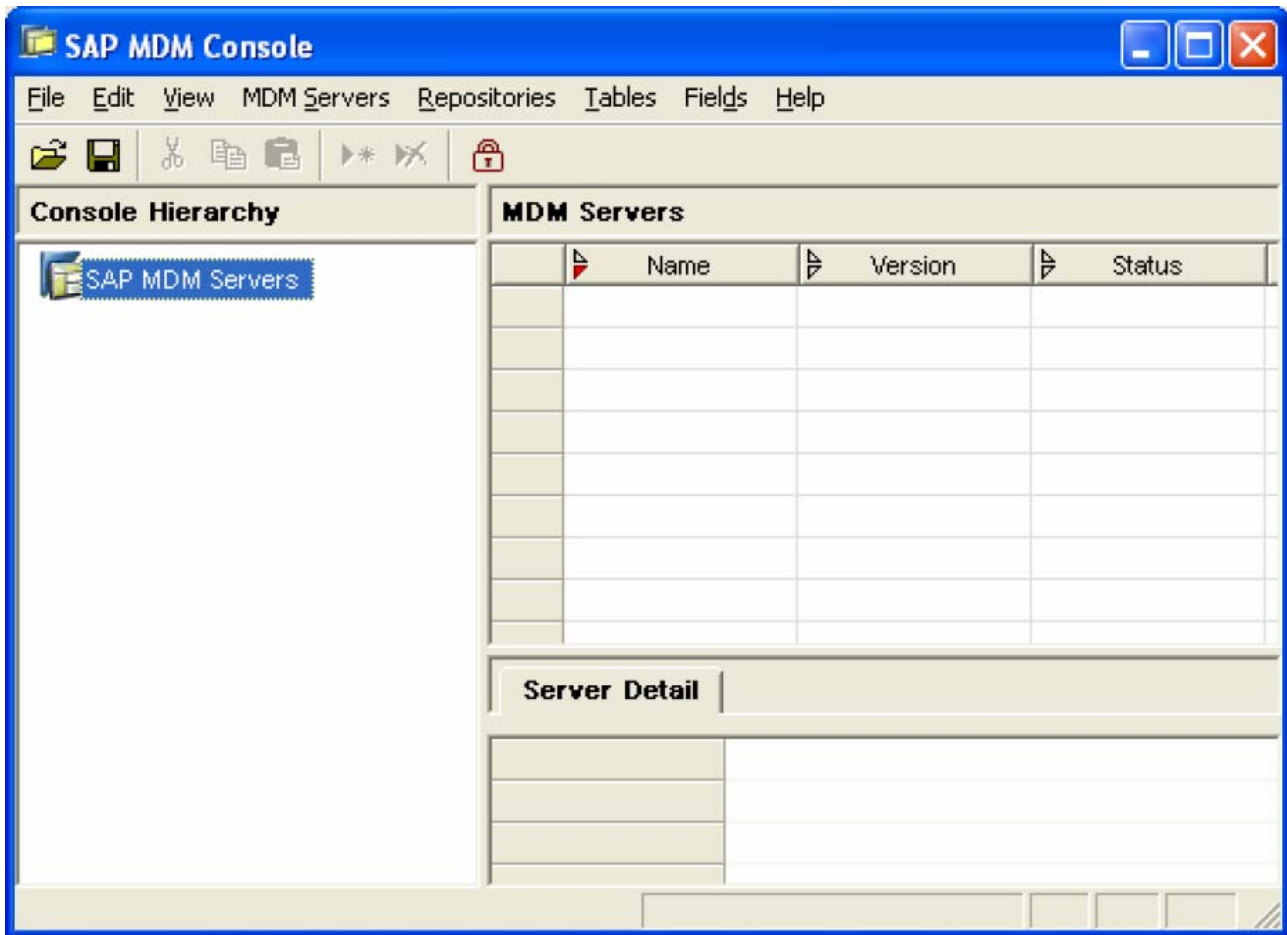 SAP MDM Console
File Edit View MDM Servers Repositories Tables Fields Help
Console Hierarchy
MDM Servers
SAP MDM Servers
Name Version Status
Server Detail